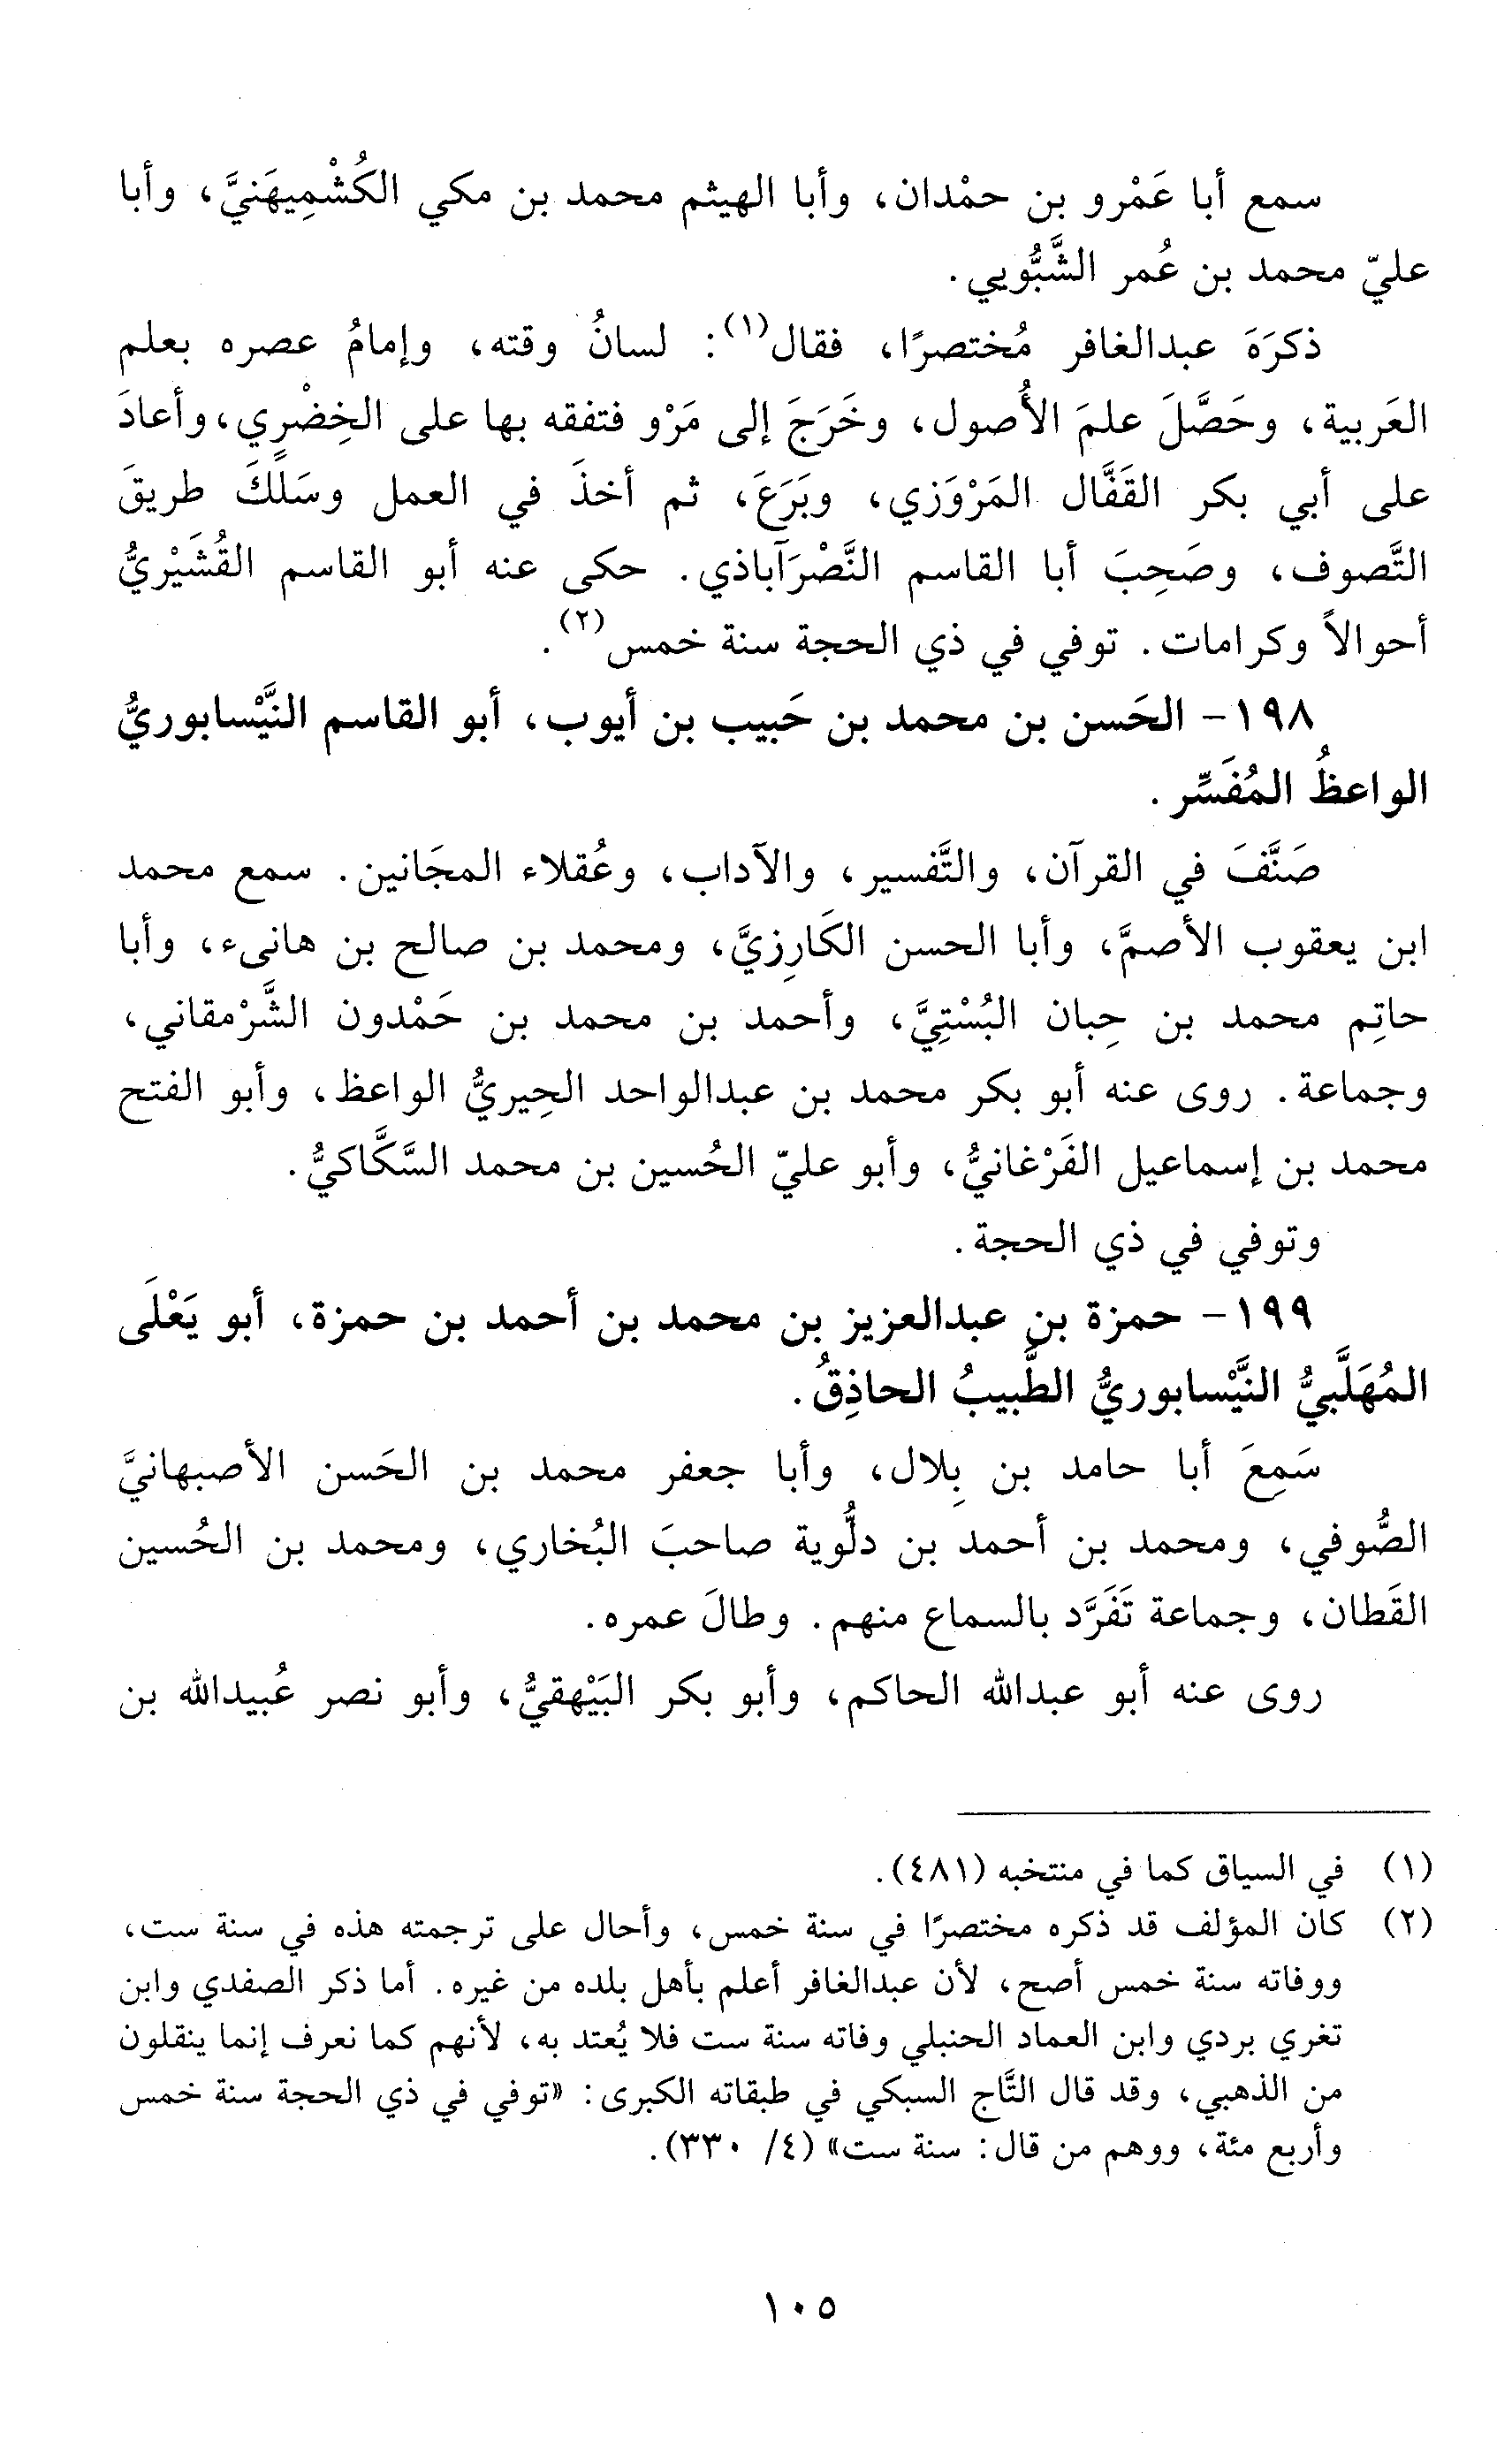 سمع أبا عَمْرو بن حمْدان، وأبا الهيثم محمد بن مكي الكُشْمِيهَنيَّ، وأبا
عليّ محمد بن عُمر الشَّبُّويي.
ذكرَهَ عبدالغافر مُختصرًا، فقال(١): لسانُ وقته، وإمامُ عصره بعلم
العَربية، وحَصَّلَ علمَ الأُصول، وخَرَجَ إلى مَرْو فتفقه بها على الخِضْري، وأعادَ
على أبي بكر القَفَّال المَرْوَزي، وبَرَعَ، ثم أخذَ في العمل وسَلَكَ طريقَ
التَّصوف، وصَحِبَ أبا القاسم النَّصْرَآباذي. حكى عنه أبو القاسم القُشَيْريُّ
أحوالاً وكرامات. توفي في ذي الحجة سنة خمس(٢).
١٩٨- الحَسن بن محمد بن حَبيب بن أيوب، أبو القاسم النَّيْسابوريُّ
الواعظُ المُفَسِّر.
صَنَّفَ في القرآن، والتَّفسير، والآداب، وعُقلاء المجَانين. سمع محمد
ابن يعقوب الأصمَّ، وأبا الحسن الكَارِزيَّ، ومحمد بن صالح بن هانىء، وأبا
حاتِم محمد بن حِبان البُسْتِيَّ، وأحمد بن محمد بن حَمْدون الشَّرْمقاني،
وجماعة. روى عنه أبو بكر محمد بن عبدالواحد الحِيريُّ الواعظ، وأبو الفتح
محمد بن إسماعيل الفَرْغانيُّ، وأبو عليّ الحُسين بن محمد السَّكَّاكيُّ.
وتوفي في ذي الحجة.
١٩٩- حمزة بن عبدالعزيز بن محمد بن أحمد بن حمزة، أبو يَعْلَى
المُهَلَّبيُّ النَّيْسابوريُّ الطَّبيبُ الحاذِقُ.
سَمِعَ أبا حامد بن بِلال، وأبا جعفر محمد بن الحَسن الأصبهانيَّ
الصُّوفي، ومحمد بن أحمد بن دلُّوية صاحبَ البُخاري، ومحمد بن الحُسين
القَطان، وجماعة تَفَرَّد بالسماع منهم. وطالَ عمره.
روى عنه أبو عبدالله الحاكم، وأبو بكر البَيْهقيُّ، وأبو نصر عُبيدالله بن
(١) في السياق كما في منتخبه (٤٨١).
(٢) كان المؤلف قد ذكره مختصرًا في سنة خمس، وأحال على ترجمته هذه في سنة ست،
ووفاته سنة خمس أصح، لأن عبدالغافر أعلم بأهل بلده من غيره. أما ذكر الصفدي وابن
تغري بردي وابن العماد الحنبلي وفاته سنة ست فلا يُعتد به، لأنهم كما نعرف إنما ينقلون
من الذهبي، وقد قال التَّاج السبكي في طبقاته الكبرى: «توفي في ذي الحجة سنة خمس
وأربع مئة، ووهم من قال: سنة ست» (٤/ ٣٣٠).
١٠٥